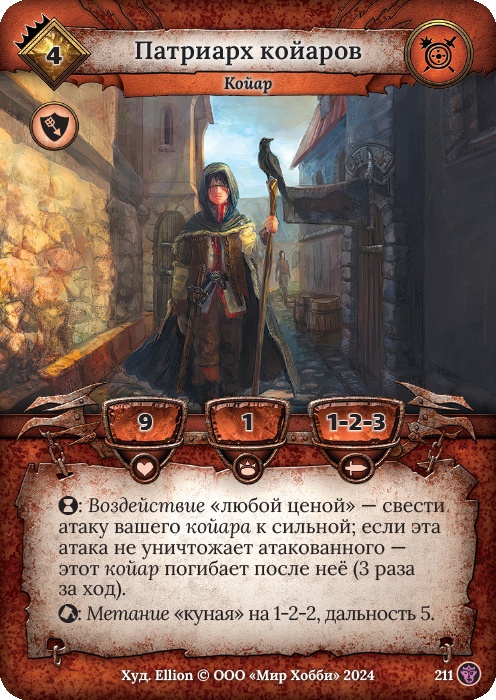 4
Патриарх койаров
Койар
9
1
1-2-3
: Воздействие «любой ценой» — свести
атаку вашего койара к сильной; если эта
атака не уничтожает атакованного —
этот койар погибает после неё (3 раза
за ход).
: Метание «куная» на 1-2-2, дальность 5.
Худ. Ellion © ООО «Мир Хобби» 2024
211